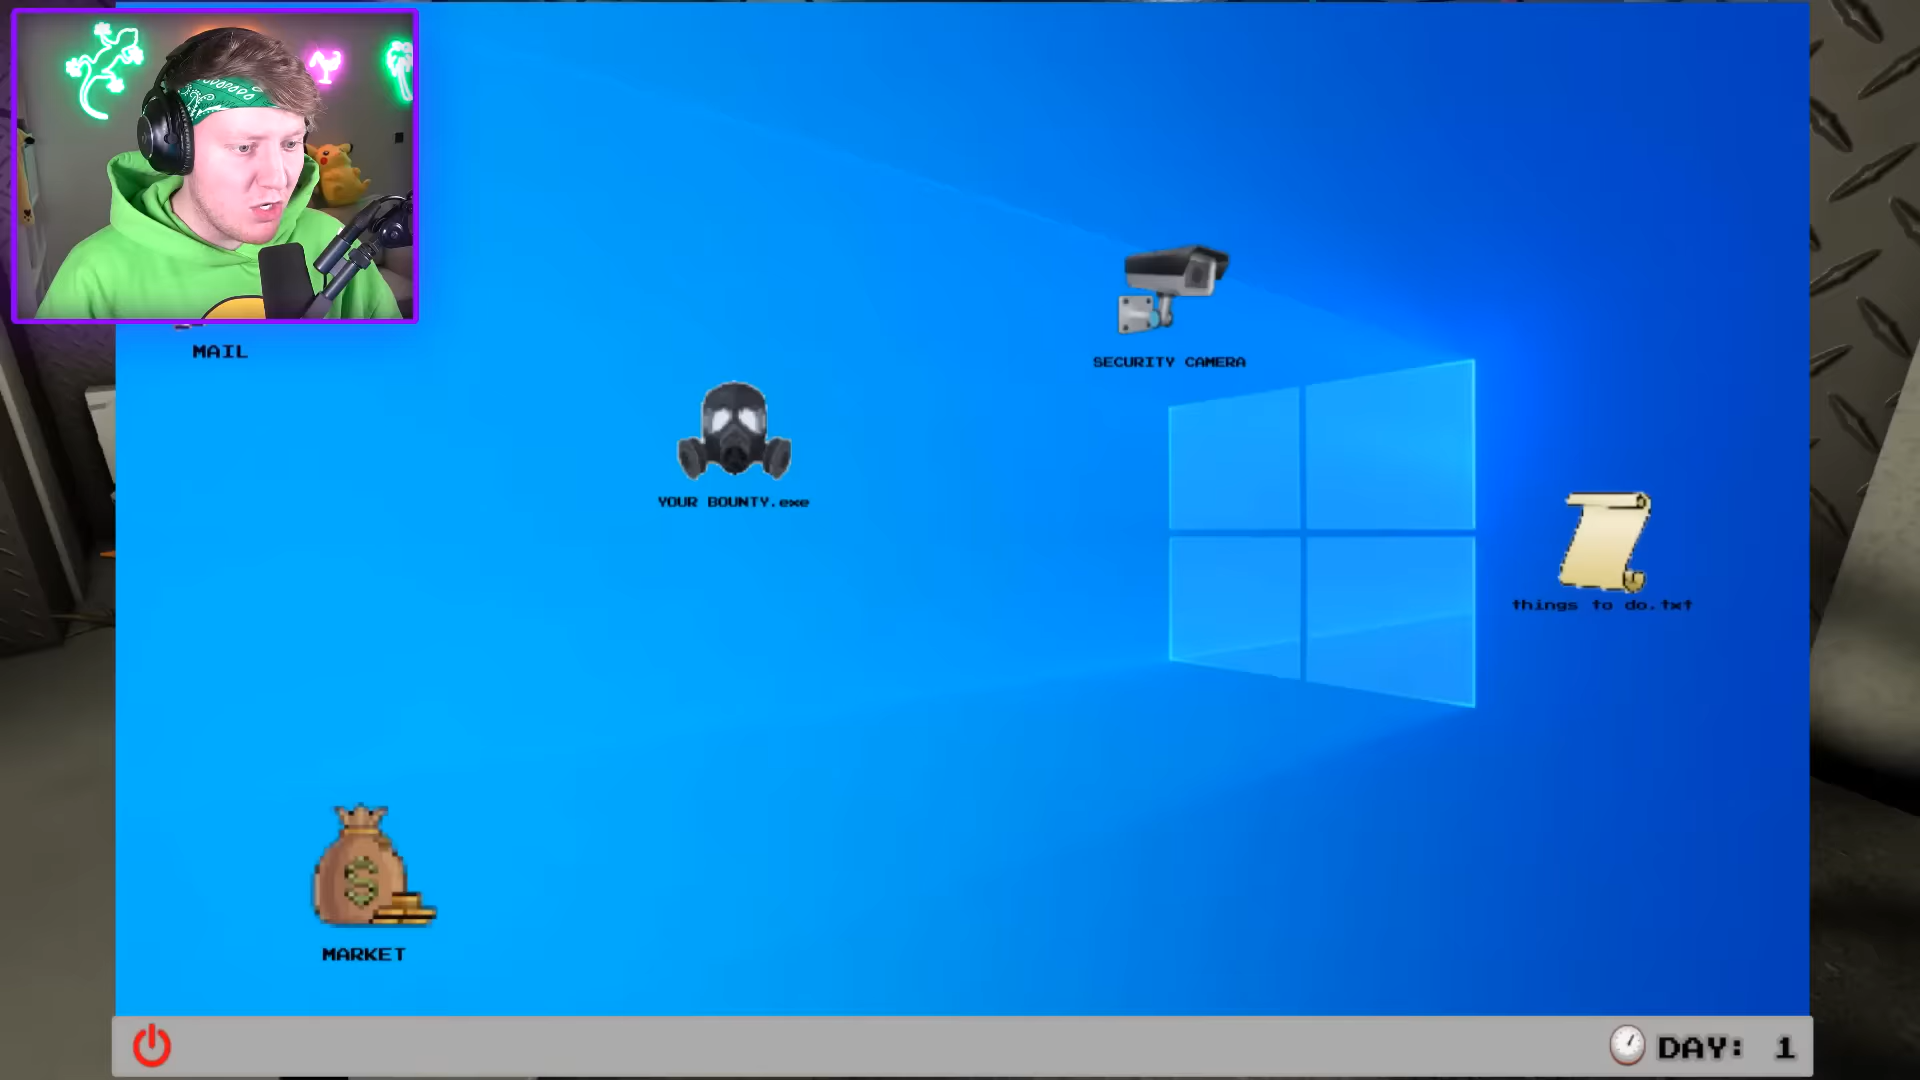 MAIL
SECURITY CAMERA
YOUR BOUNTY.exe
things to do.txt
MARKET
DAY: 1